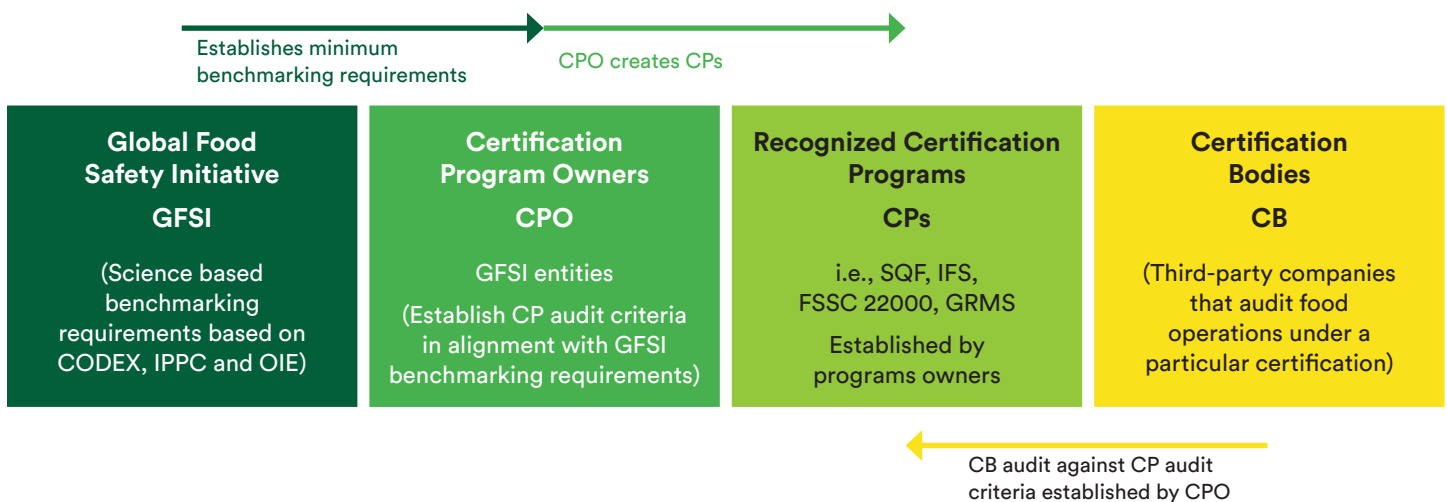 Establishes minimum
benchmarking requirements
CPO creates CPs
Global Food
Safety Initiative
GFSI
(Science based
benchmarking
requirements based on
CODEX, IPPC and OIE)
Certification
Program Owners
CPO
GFSI entities
(Establish CP audit criteria
in alignment with GFSI
benchmarking requirements)
Recognized Certification
Programs
CPs
i.e., SQF, IFS,
FSSC 22000, GRMS
Established by
programs owners
Certification
Bodies
CB
(Third-party companies
that audit food
operations under a
particular certification)
CB audit against CP audit
criteria established by CPO